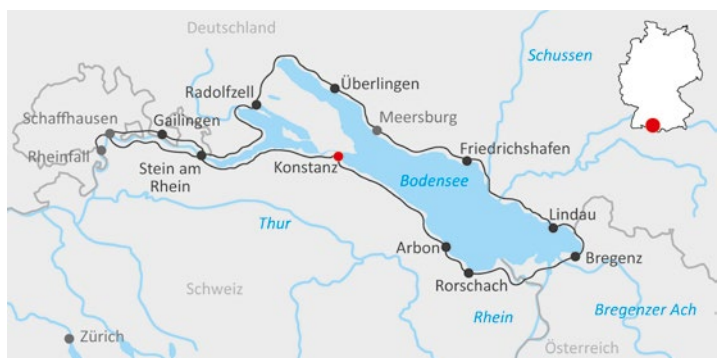 Deutschland
Schussen
Überlingen
Radolfzell
Meersburg
Schaffhausen
Gailingen
Rheinfall
Friedrichshafen
Stein am
Rhein
Konstanz
Bodensee
Lindau
Thur
Arbon
Bregenz
Rorschach
Schweiz
Rhein
Bregenzer Ach
Zürich
Österreich